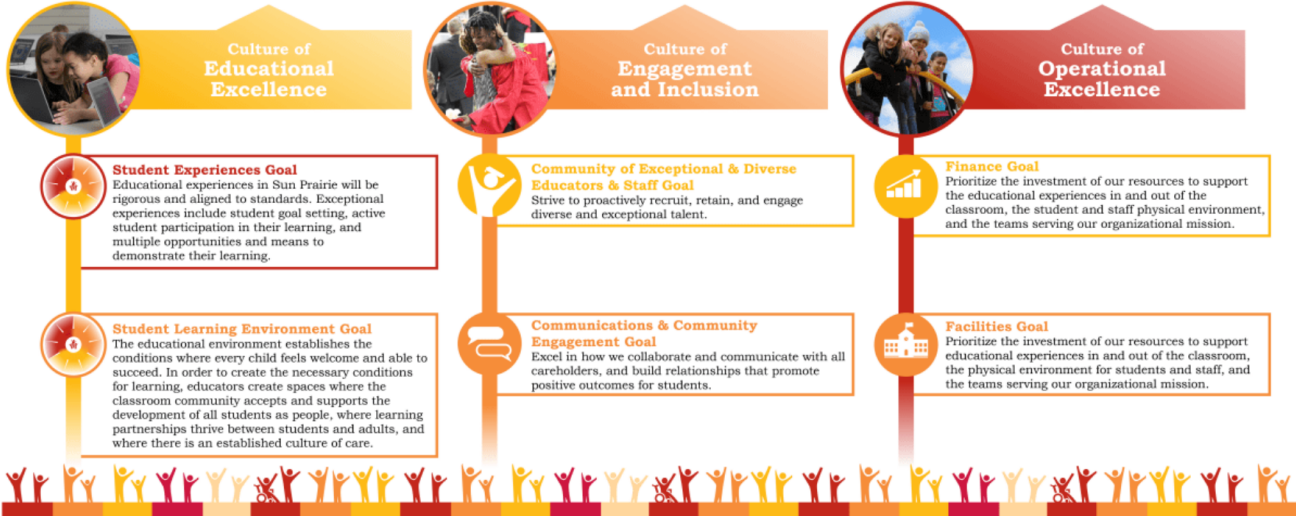 Culture of
Educational
Excellence
Student Experiences Goal
Educational experiences in Sun Prairie will be
rigorous and aligned to standards. Exceptional
experiences include student goal setting, active
student participation in their learning, and
multiple opportunities and means to
demonstrate their learning.
Student Learning Environment Goal
The educational environment establishes the
conditions where every child feels welcome and able to
succeed. In order to create the necessary conditions
for learning, educators create spaces where the
classroom community accepts and supports the
development of all students as people, where learning
partnerships thrive between students and adults, and
where there is an established culture of care.
Culture of
Engagement
and Inclusion
Community of Exceptional & Diverse
Educators & Staff Goal
Strive to proactively recruit, retain, and engage
diverse and exceptional talent.
Communications & Community
Engagement Goal
Excel in how we collaborate and communicate with all
careholders, and build relationships that promote
positive outcomes for students.
Culture of
Operational
Excellence
Finance Goal
Prioritize the investment of our resources to support
the educational experiences in and out of the
classroom, the student and staff physical environment,
and the teams serving our organizational mission.
Facilities Goal
Prioritize the investment of our resources to support
educational experiences in and out of the classroom,
the physical environment for students and staff, and
the teams serving our organizational mission.